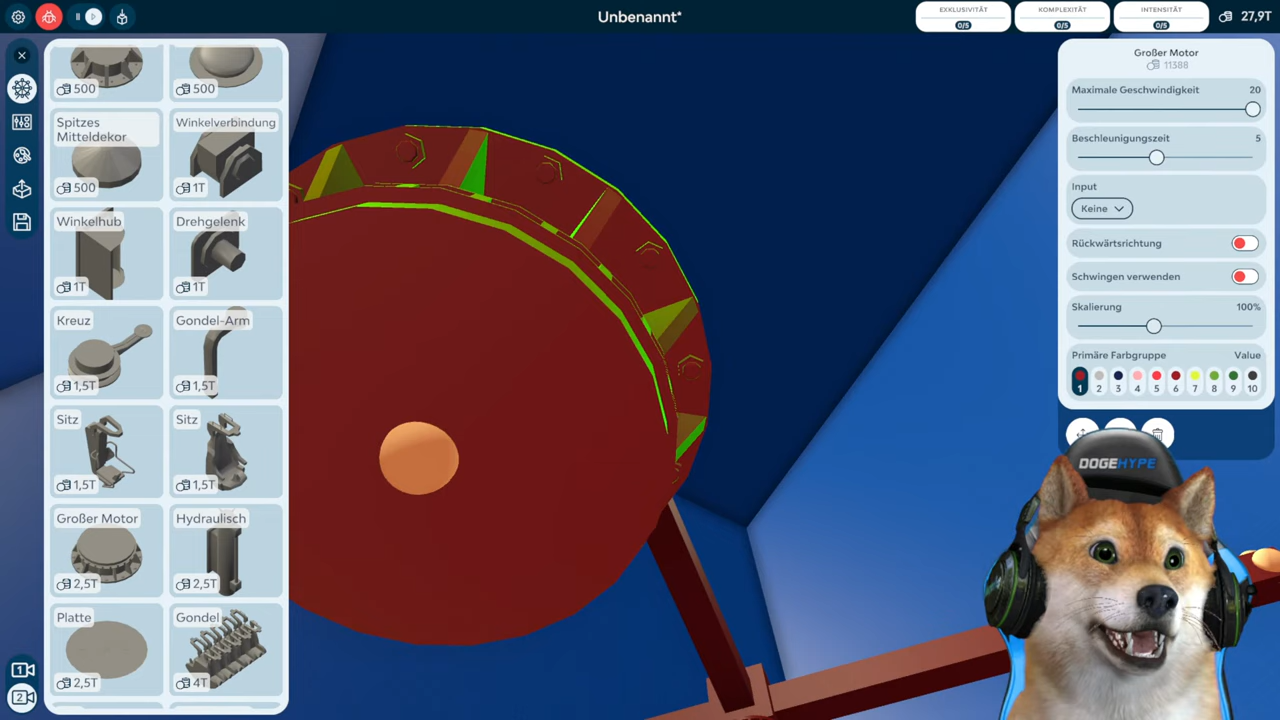 Unbenannt*
EXKLUSIVITÄT
0/5
KOMPLEXITÄT
0/5
INTENSITÄT
0/5
27,9T
500
500
Spitzes
Mitteldekor
500
Winkelverbindung
1T
Winkelhub
1T
Drehgelenk
1T
Kreuz
1,5T
Gondel-Arm
1,5T
Sitz
1,5T
Sitz
1,5T
Großer Motor
2,5T
Hydraulisch
2,5T
Platte
2,5T
Gondel
4T
1
2
Großer Motor
11388
Maximale Geschwindigkeit 20
Beschleunigungszeit 5
Input
Keine
Rückwärtsrichtung
Schwingen verwenden
Skalierung 100%
Primäre Farbgruppe Value
1 2 3 4 5 6 7 8 9 10
DOGEHYPE